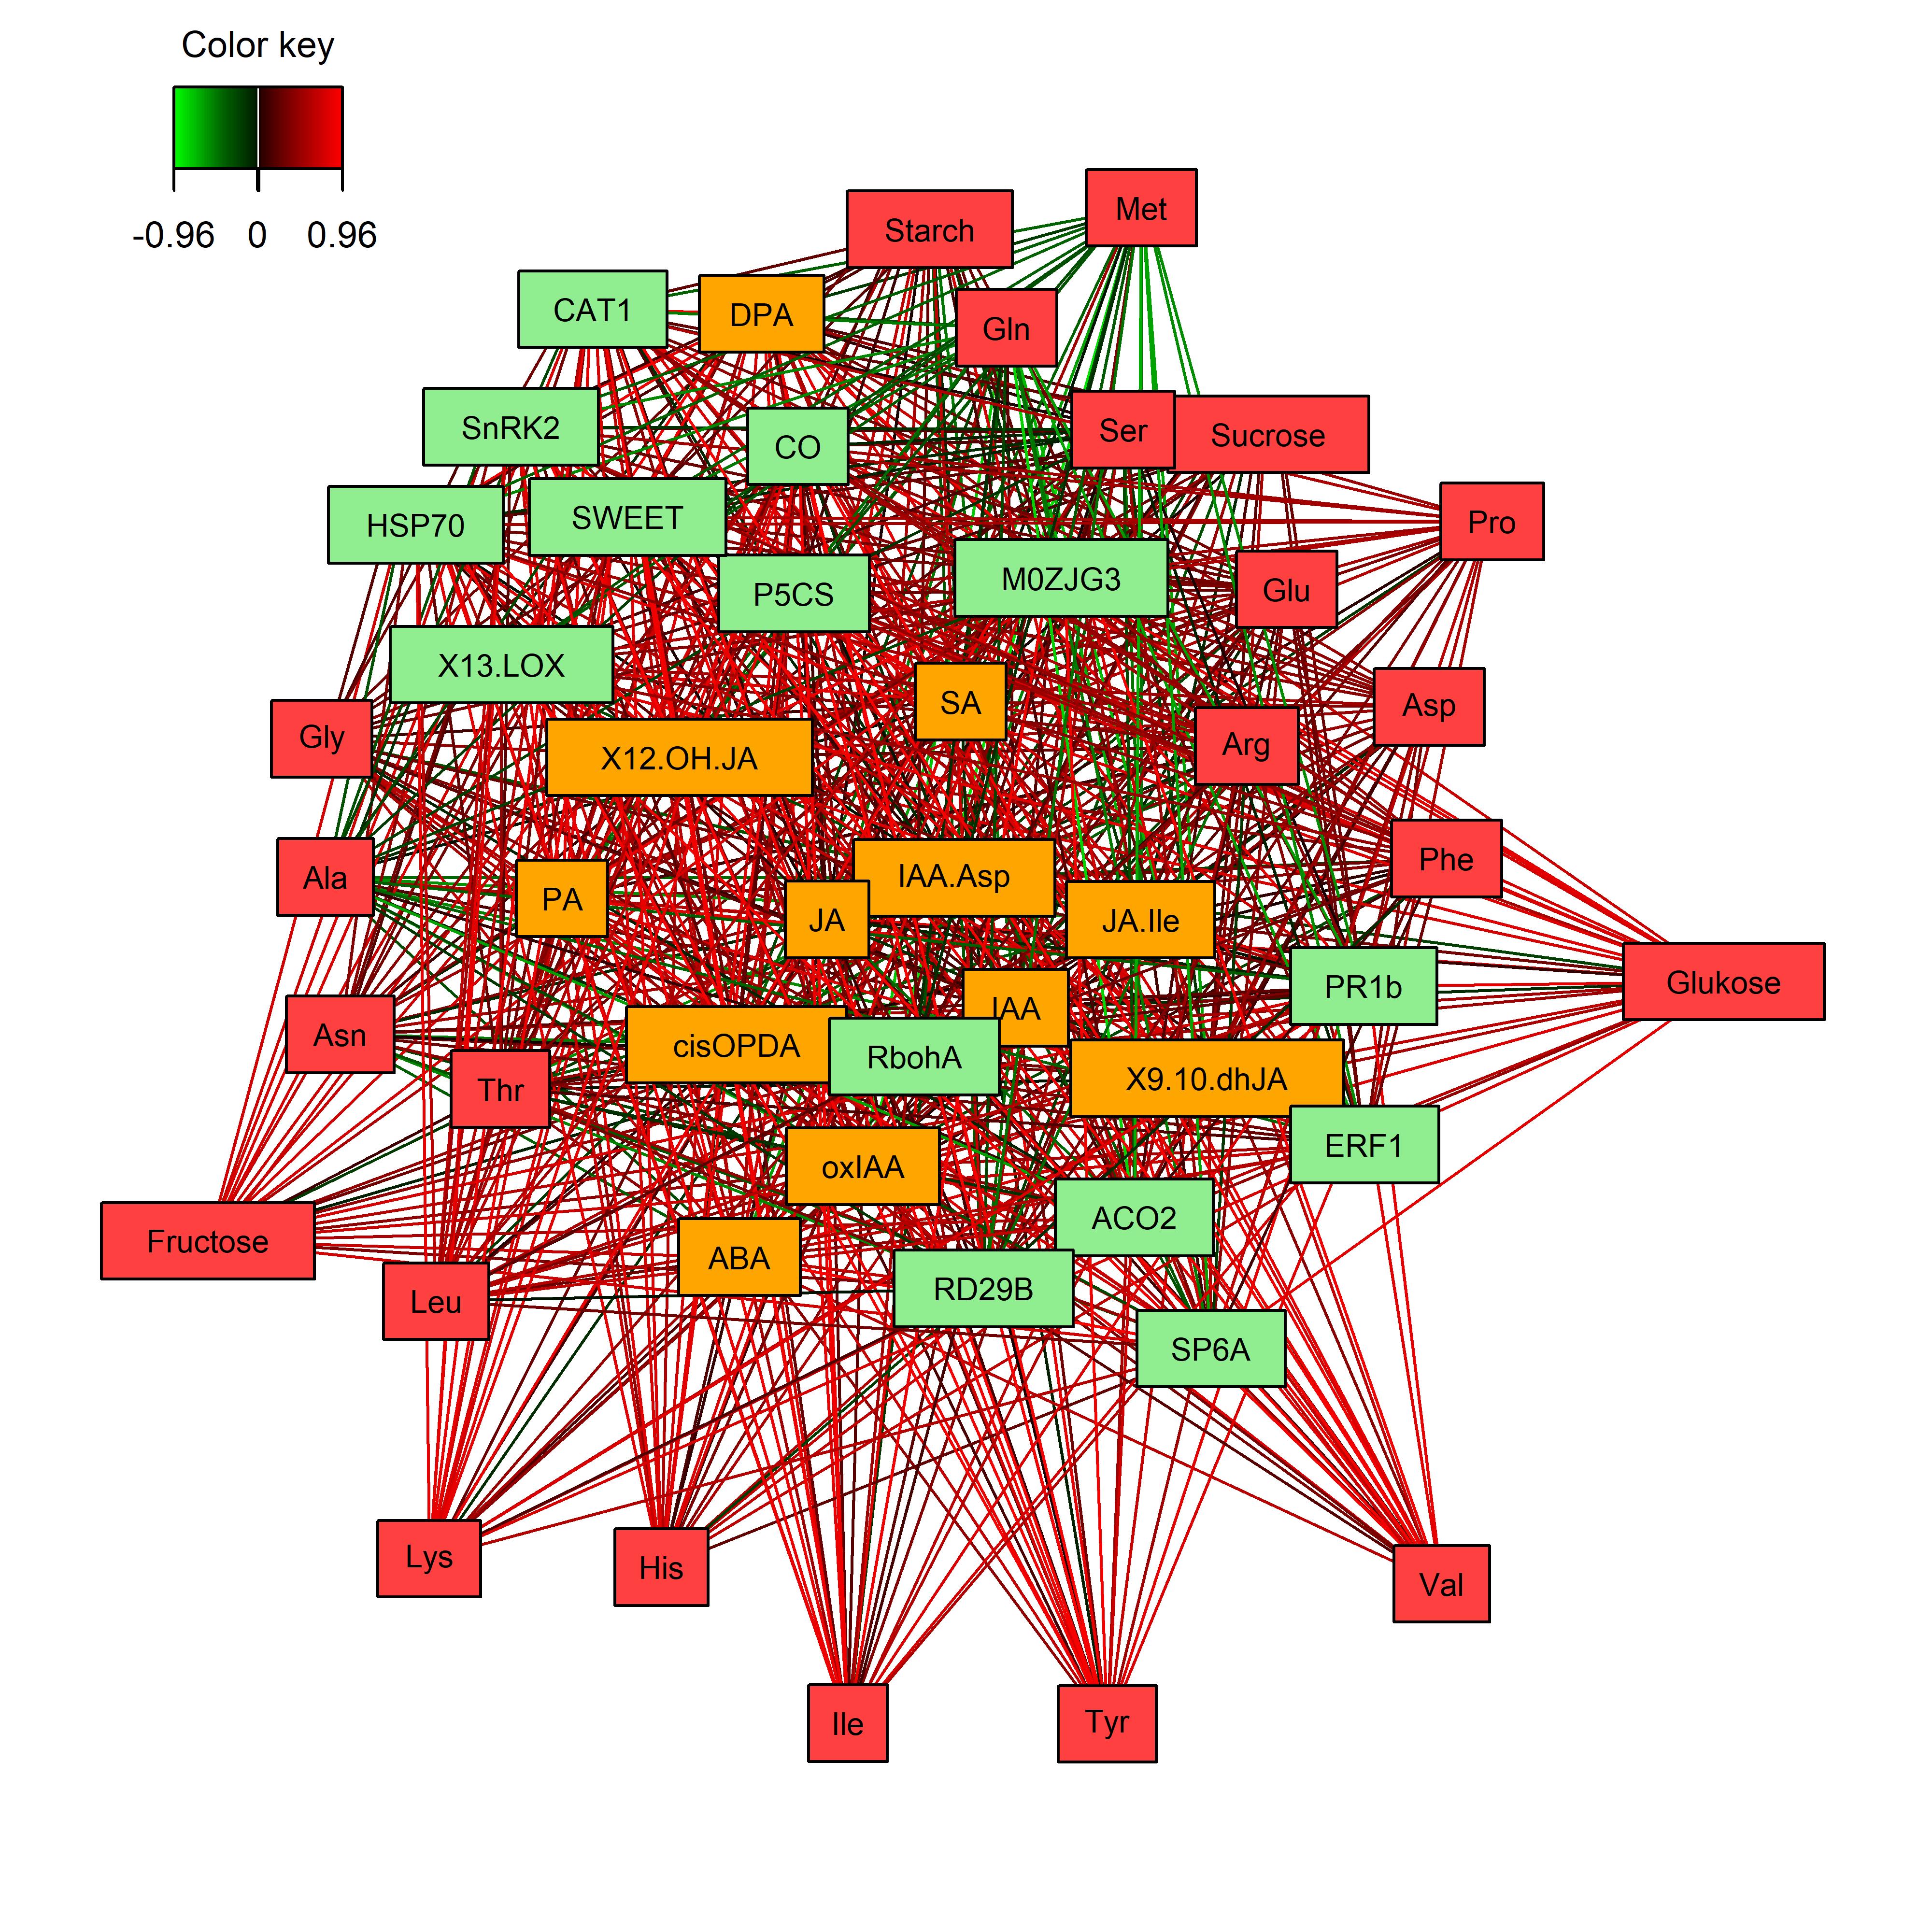 Color key
-0.96 0 0.96
Met
Starch
CAT1
DPA
Gln
SnRK2
CO
Ser
Sucrose
HSP70
SWEET
Pro
P5CS
M0ZJG3
Glu
X13.LOX
SA
Asp
Gly
X12.OH.JA
Arg
Ala
PA
JA
IAA.Asp
JA.Ile
Phe
PR1b
Glukose
Asn
IAA
cisOPDA
RbohA
Thr
X9.10.dhJA
ERF1
oxIAA
ACO2
Fructose
ABA
Leu
RD29B
SP6A
Lys
His
Val
Ile
Tyr